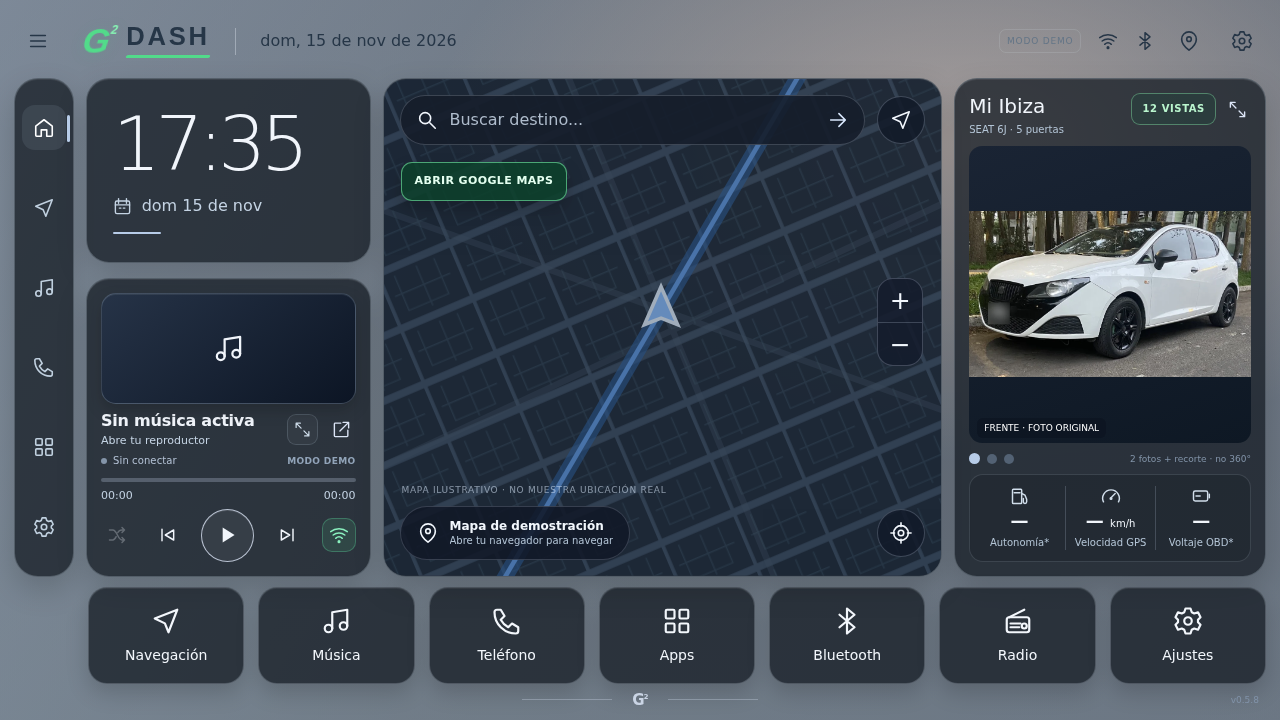 G² DASH
dom, 15 de nov de 2026
MODO DEMO
17:35
dom 15 de nov
Sin música activa
Abre tu reproductor
Sin conectar
MODO DEMO
00:00
00:00
Buscar destino...
ABRIR GOOGLE MAPS
+
−
MAPA ILUSTRATIVO · NO MUESTRA UBICACIÓN REAL
Mapa de demostración
Abre tu navegador para navegar
Mi Ibiza
SEAT 6J · 5 puertas
12 VISTAS
FRENTE · FOTO ORIGINAL
2 fotos + recorte · no 360°
—
— km/h
—
Autonomía*
Velocidad GPS
Voltaje OBD*
Navegación
Música
Teléfono
Apps
Bluetooth
Radio
Ajustes
G²
v0.5.8